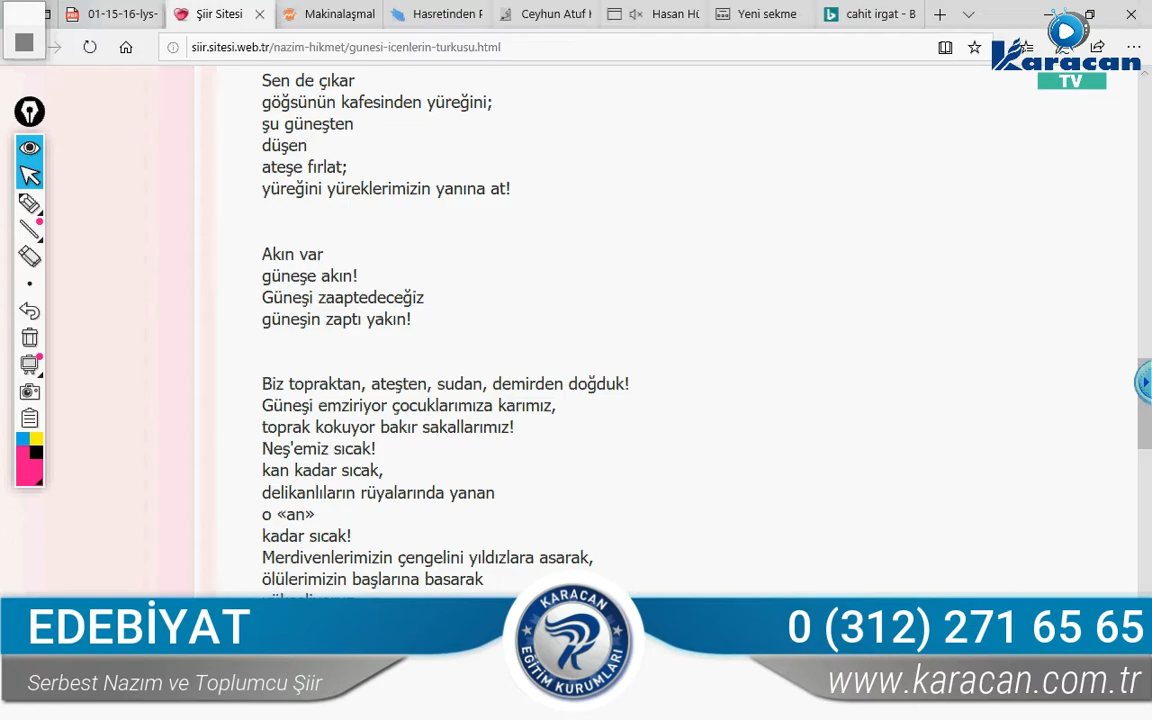 01-15-16-lys-
Şiir Sitesi
Makinalaşmal
Hasretinden P
Ceyhun Atuf K
Hasan Hü
Yeni sekme
cahit irgat - B
siir.sitesi.web.tr/nazim-hikmet/gunesi-icenlerin-turkusu.html
Karacan
TV
Sen de çıkar
göğsünün kafesinden yüreğini;
şu güneşten
düşen
ateşe fırlat;
yüreğini yüreklerimizin yanına at!
Akın var
güneşe akın!
Güneşi zaaptedeceğiz
güneşin zaptı yakın!
Biz topraktan, ateşten, sudan, demirden doğduk!
Güneşi emziriyor çocuklarımıza karımız,
toprak kokuyor bakır sakallarımız!
Neş'emiz sıcak!
kan kadar sıcak,
delikanlıların rüyalarında yanan
o «an»
kadar sıcak!
Merdivenlerimizin çengelini yıldızlara asarak,
ölülerimizin başlarına basarak
EDEBİYAT
0 (312) 271 65 65
KARACAN
EĞİTİM KURUMLARI
Serbest Nazım ve Toplumcu Şiir
www.karacan.com.tr